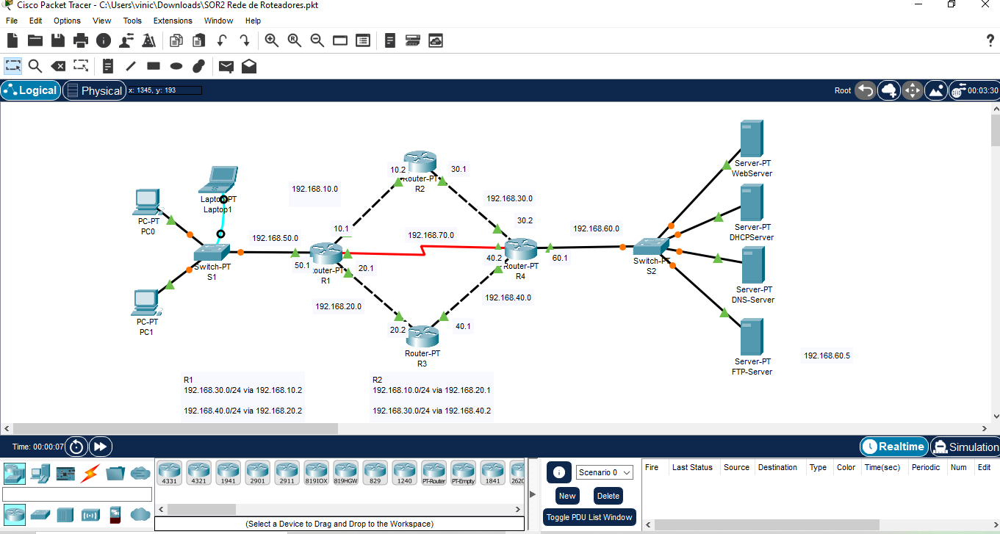 Cisco Packet Tracer - C:\Users\vinic\Downloads\SOR2 Rede de Roteadores.pkt
File Edit Options View Tools Extensions Window Help
Logical Physical x: 1345, y: 193 Root 00:03:30
Server-PT
WebServer
10.2 30.1
Router-PT
R2
192.168.10.0
192.168.30.0
Laptop-PT
Laptop1
PC-PT
PC0
30.2
10.1
192.168.50.0
192.168.70.0
192.168.60.0
Server-PT
DHCPServer
Switch-PT
S1
50.1
Router-PT
R1
20.1
40.2
Router-PT
R4
60.1
Switch-PT
S2
Server-PT
DNS-Server
192.168.20.0
192.168.40.0
PC-PT
PC1
20.2 40.1
Router-PT
R3
Server-PT
FTP-Server
192.168.60.5
R1
192.168.30.0/24 via 192.168.10.2
192.168.40.0/24 via 192.168.20.2
R2
192.168.10.0/24 via 192.168.20.1
192.168.30.0/24 via 192.168.40.2
Time: 00:00:07 Realtime Simulation
4331 4321 1941 2901 2911 819IOX 819HGW 829 1240 PT-Router PT-Empty 1841 2620
(Select a Device to Drag and Drop to the Workspace)
Scenario 0
New Delete
Toggle PDU List Window
Fire Last Status Source Destination Type Color Time(sec) Periodic Num Edit